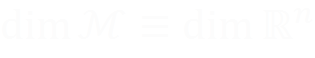 dim ℳ ≡ dim ℝⁿ